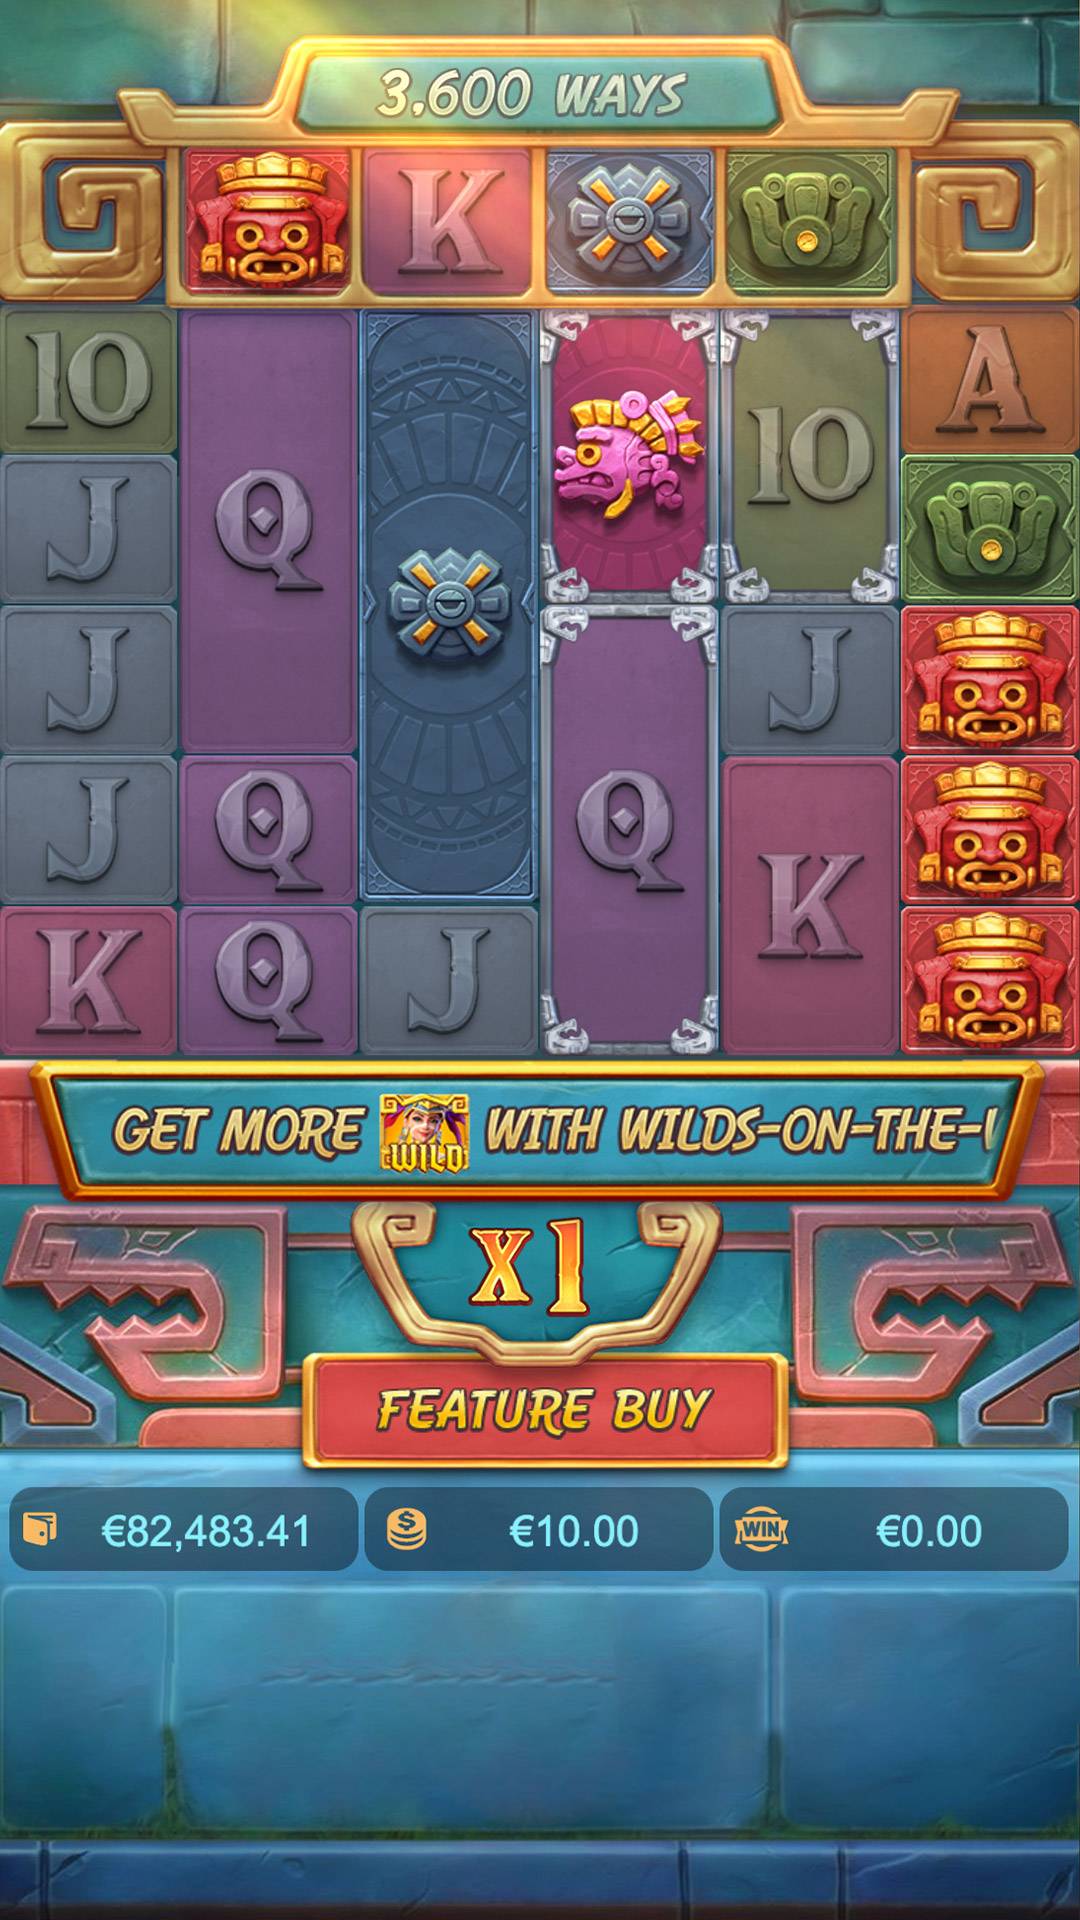 3,600 WAYS
K
10
A
J
Q
10
J
J
J
Q
Q
K
K
Q
J
GET MORE WILD WITH WILDS-ON-THE-
X1
FEATURE BUY
€82,483.41
$
€10.00
WIN
€0.00